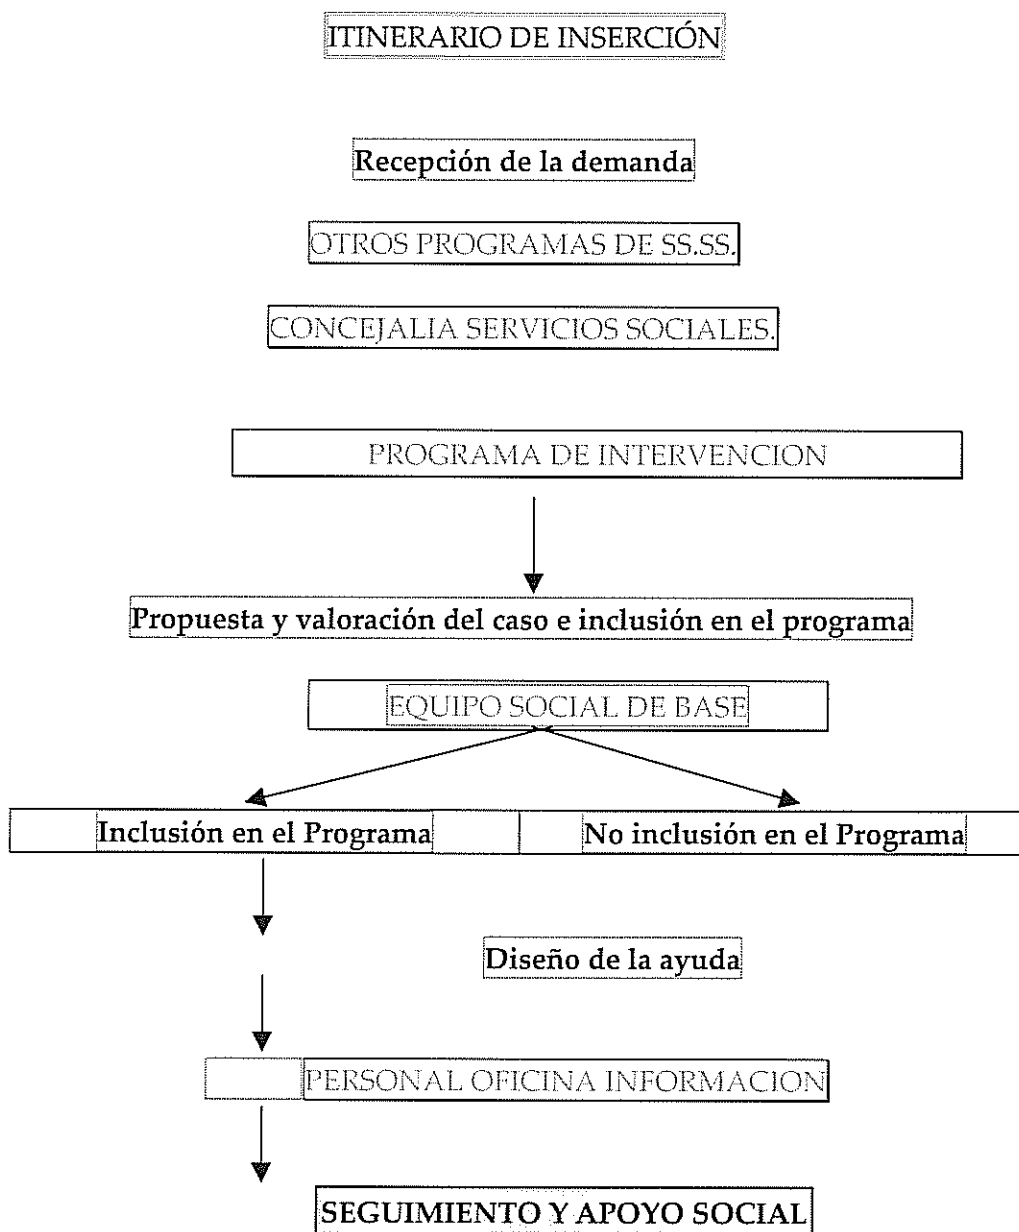 ITINERARIO DE INSERCIÓN
Recepción de la demanda
OTROS PROGRAMAS DE SS.SS.
CONCEJALIA SERVICIOS SOCIALES.
PROGRAMA DE INTERVENCION
Propuesta y valoración del caso e inclusión en el programa
EQUIPO SOCIAL DE BASE
Inclusión en el Programa No inclusión en el Programa
Diseño de la ayuda
PERSONAL OFICINA INFORMACION
SEGUIMIENTO Y APOYO SOCIAL